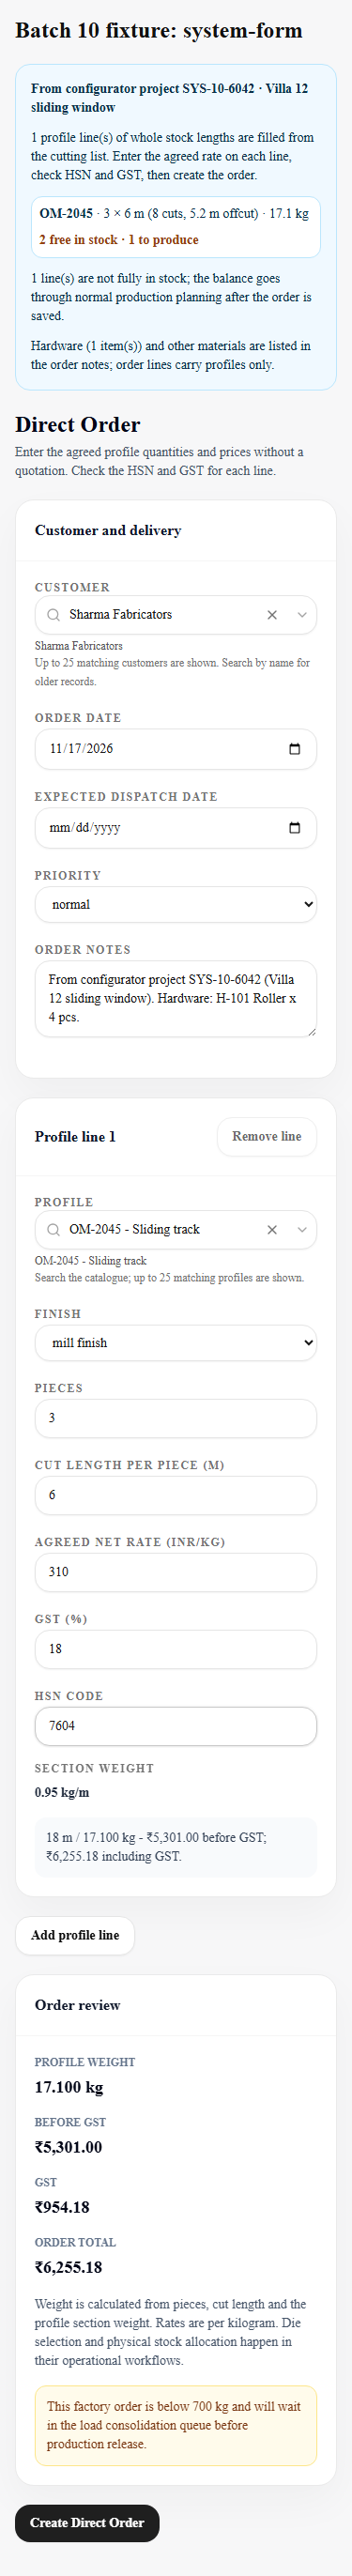 Batch 10 fixture: system-form
From configurator project SYS-10-6042 · Villa 12
sliding window
1 profile line(s) of whole stock lengths are filled from
the cutting list. Enter the agreed rate on each line,
check HSN and GST, then create the order.
OM-2045 · 3 × 6 m (8 cuts, 5.2 m offcut) · 17.1 kg
2 free in stock · 1 to produce
1 line(s) are not fully in stock; the balance goes
through normal production planning after the order is
saved.
Hardware (1 item(s)) and other materials are listed in
the order notes; order lines carry profiles only.
Direct Order
Enter the agreed profile quantities and prices without a
quotation. Check the HSN and GST for each line.
Customer and delivery
CUSTOMER
Sharma Fabricators
Sharma Fabricators
Up to 25 matching customers are shown. Search by name for
older records.
ORDER DATE
11/17/2026
EXPECTED DISPATCH DATE
mm/dd/yyyy
PRIORITY
normal
ORDER NOTES
From configurator project SYS-10-6042 (Villa
12 sliding window). Hardware: H-101 Roller x
4 pcs.
Profile line 1
Remove line
PROFILE
OM-2045 - Sliding track
OM-2045 - Sliding track
Search the catalogue; up to 25 matching profiles are shown.
FINISH
mill finish
PIECES
3
CUT LENGTH PER PIECE (M)
6
AGREED NET RATE (INR/KG)
310
GST (%)
18
HSN CODE
7604
SECTION WEIGHT
0.95 kg/m
18 m / 17.100 kg - ₹5,301.00 before GST;
₹6,255.18 including GST.
Add profile line
Order review
PROFILE WEIGHT
17.100 kg
BEFORE GST
₹5,301.00
GST
₹954.18
ORDER TOTAL
₹6,255.18
Weight is calculated from pieces, cut length and the
profile section weight. Rates are per kilogram. Die
selection and physical stock allocation happen in
their operational workflows.
This factory order is below 700 kg and will wait
in the load consolidation queue before
production release.
Create Direct Order